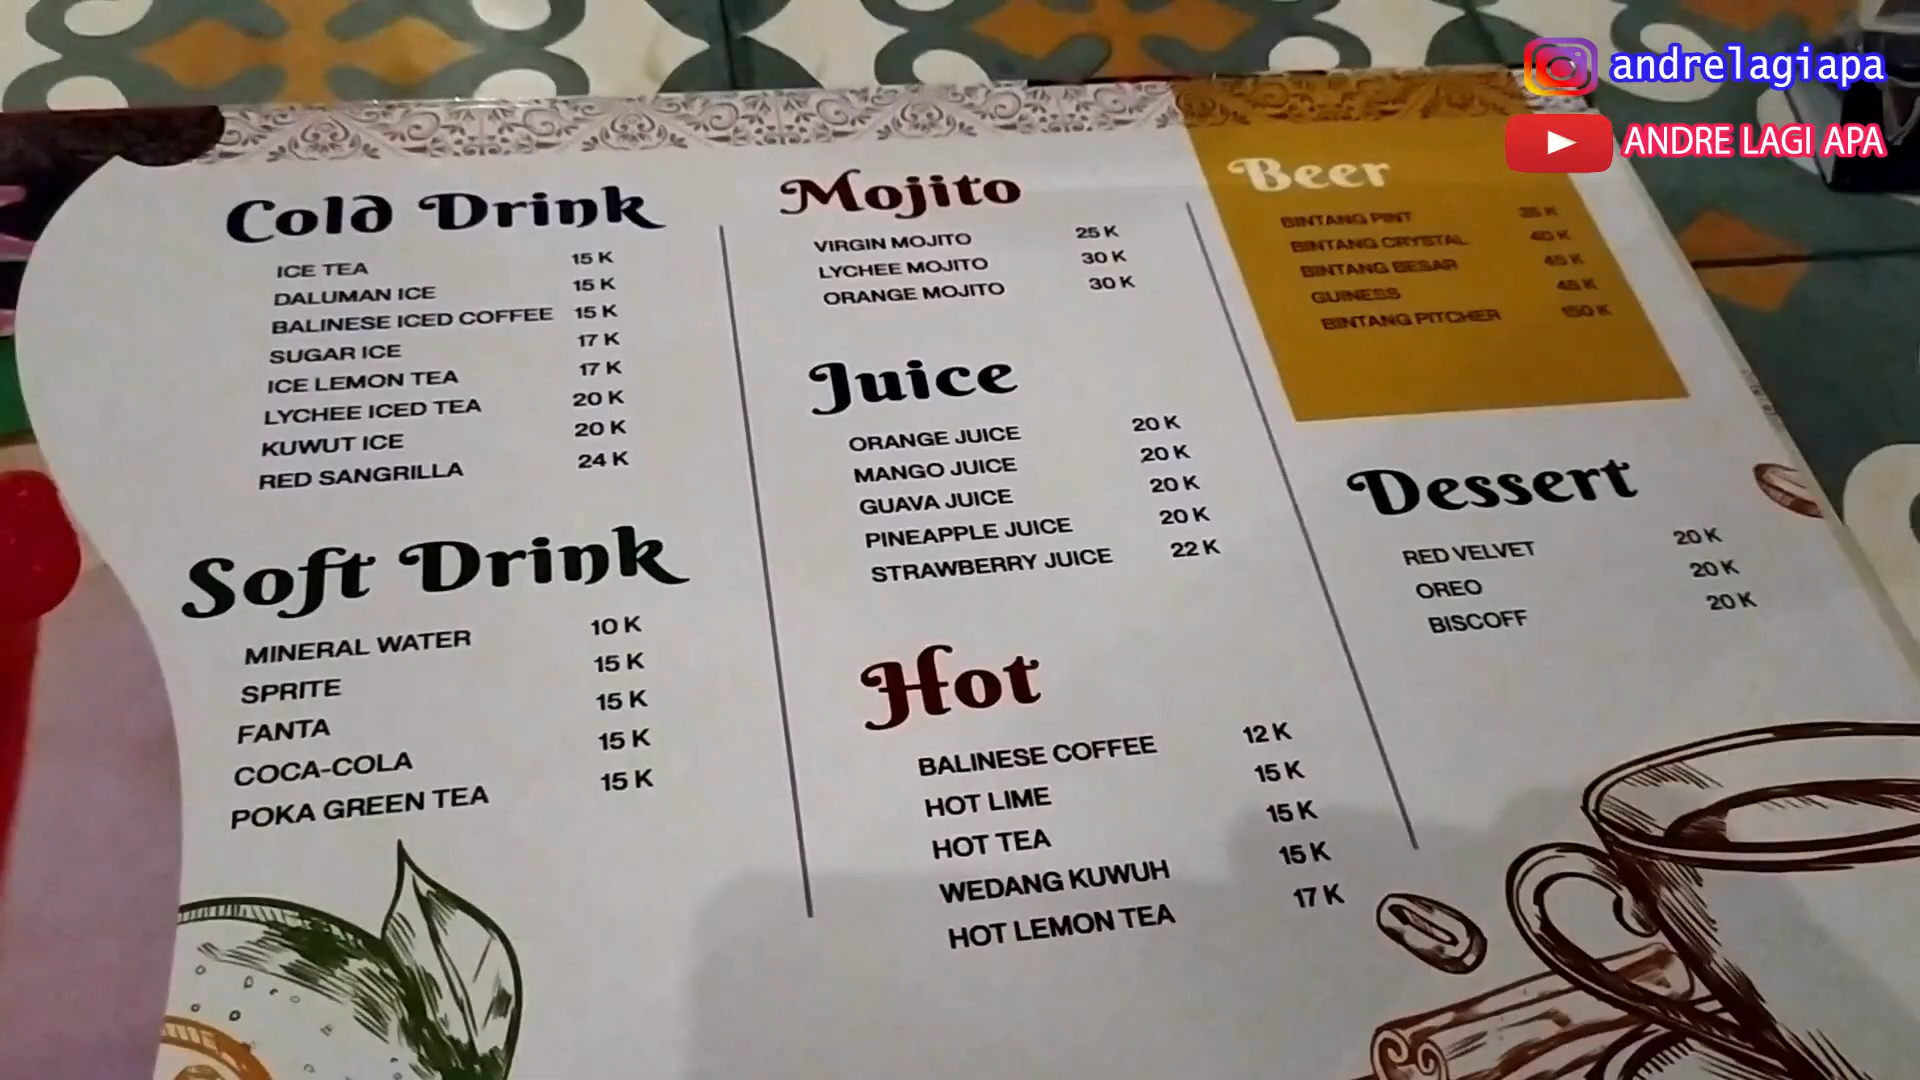 andrelagiapa
ANDRE LAGI APA
Cold Drink
ICE TEA 15 K
DALUMAN ICE 15 K
BALINESE ICED COFFEE 15 K
SUGAR ICE 17 K
ICE LEMON TEA 17 K
LYCHEE ICED TEA 20 K
KUWUT ICE 20 K
RED SANGRILLA 24 K
Soft Drink
MINERAL WATER 10 K
SPRITE 15 K
FANTA 15 K
COCA-COLA 15 K
POKA GREEN TEA 15 K
Mojito
VIRGIN MOJITO 25 K
LYCHEE MOJITO 30 K
ORANGE MOJITO 30 K
Juice
ORANGE JUICE 20 K
MANGO JUICE 20 K
GUAVA JUICE 20 K
PINEAPPLE JUICE 20 K
STRAWBERRY JUICE 22 K
Hot
BALINESE COFFEE 12 K
HOT LIME 15 K
HOT TEA 15 K
WEDANG KUWUH 15 K
HOT LEMON TEA 17 K
Beer
BINTANG PINT
BINTANG CRYSTAL 40 K
BINTANG BESAR 45 K
GUINESS 45 K
BINTANG PITCHER 150 K
Dessert
RED VELVET 20 K
OREO 20 K
BISCOFF 20 K